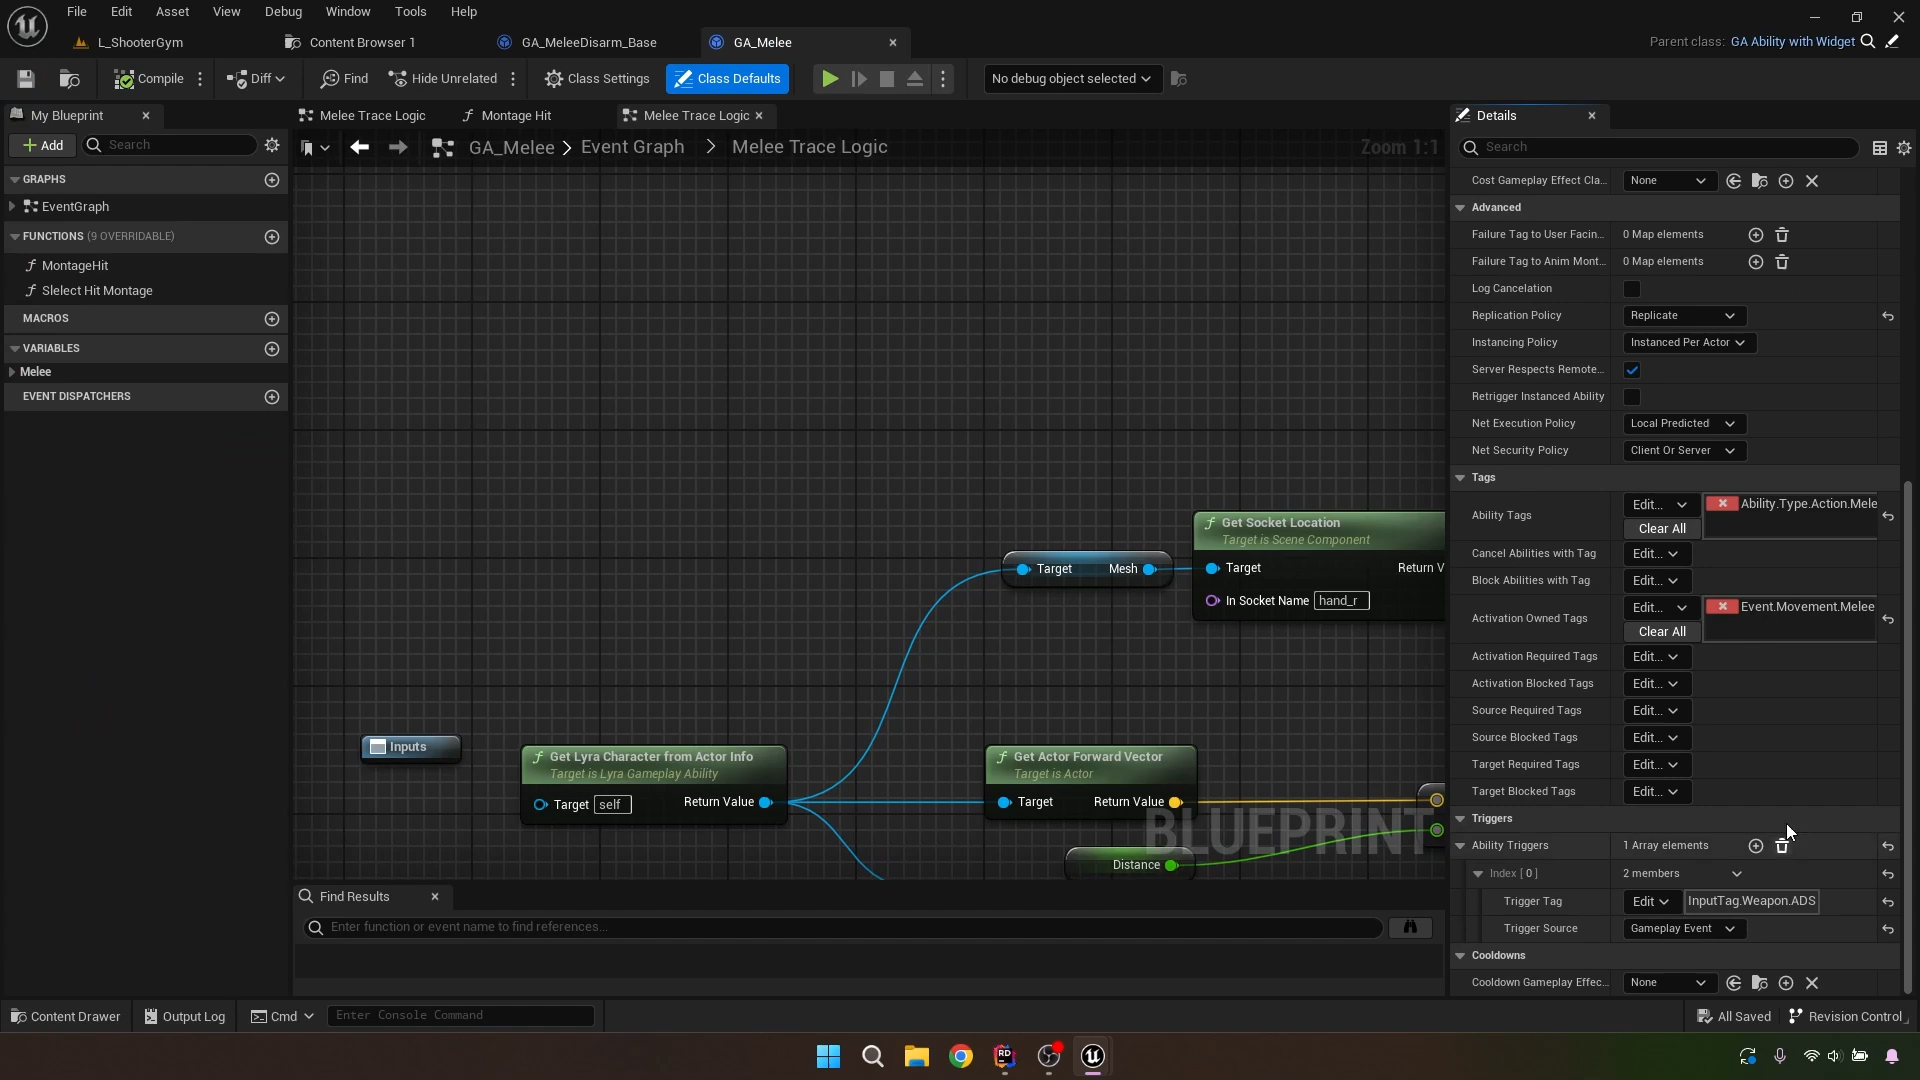 File Edit Asset View Debug Window Tools Help
L_ShooterGym Content Browser 1 GA_MeleeDisarm_Base GA_Melee
Parent class: GA Ability with Widget
Compile Diff Find Hide Unrelated Class Settings Class Defaults No debug object selected
My Blueprint
Melee Trace Logic Montage Hit Melee Trace Logic
Details
Add Search
GA_Melee > Event Graph > Melee Trace Logic Zoom 1:1
Search
GRAPHS
EventGraph
FUNCTIONS (9 OVERRIDABLE)
MontageHit
Slelect Hit Montage
MACROS
VARIABLES
Melee
EVENT DISPATCHERS
Get Socket Location
Target is Scene Component
Target Mesh
Target Return V
In Socket Name hand_r
Inputs
Get Lyra Character from Actor Info
Target is Lyra Gameplay Ability
Target self Return Value
Get Actor Forward Vector
Target is Actor
Target Return Value
BLUEPRINT
Distance
Cost Gameplay Effect Cla... None
Advanced
Failure Tag to User Facin... 0 Map elements
Failure Tag to Anim Mont... 0 Map elements
Log Cancelation
Replication Policy Replicate
Instancing Policy Instanced Per Actor
Server Respects Remote...
Retrigger Instanced Ability
Net Execution Policy Local Predicted
Net Security Policy Client Or Server
Tags
Ability Tags Edit... Ability.Type.Action.Mele
Clear All
Cancel Abilities with Tag Edit...
Block Abilities with Tag Edit...
Activation Owned Tags Edit... Event.Movement.Melee
Clear All
Activation Required Tags Edit...
Activation Blocked Tags Edit...
Source Required Tags Edit...
Source Blocked Tags Edit...
Target Required Tags Edit...
Target Blocked Tags Edit...
Triggers
Ability Triggers 1 Array elements
Index [ 0 ] 2 members
Trigger Tag Edit InputTag.Weapon.ADS
Trigger Source Gameplay Event
Cooldowns
Cooldown Gameplay Effec... None
Find Results
Enter function or event name to find references...
Content Drawer Output Log Cmd Enter Console Command
All Saved Revision Control
RD